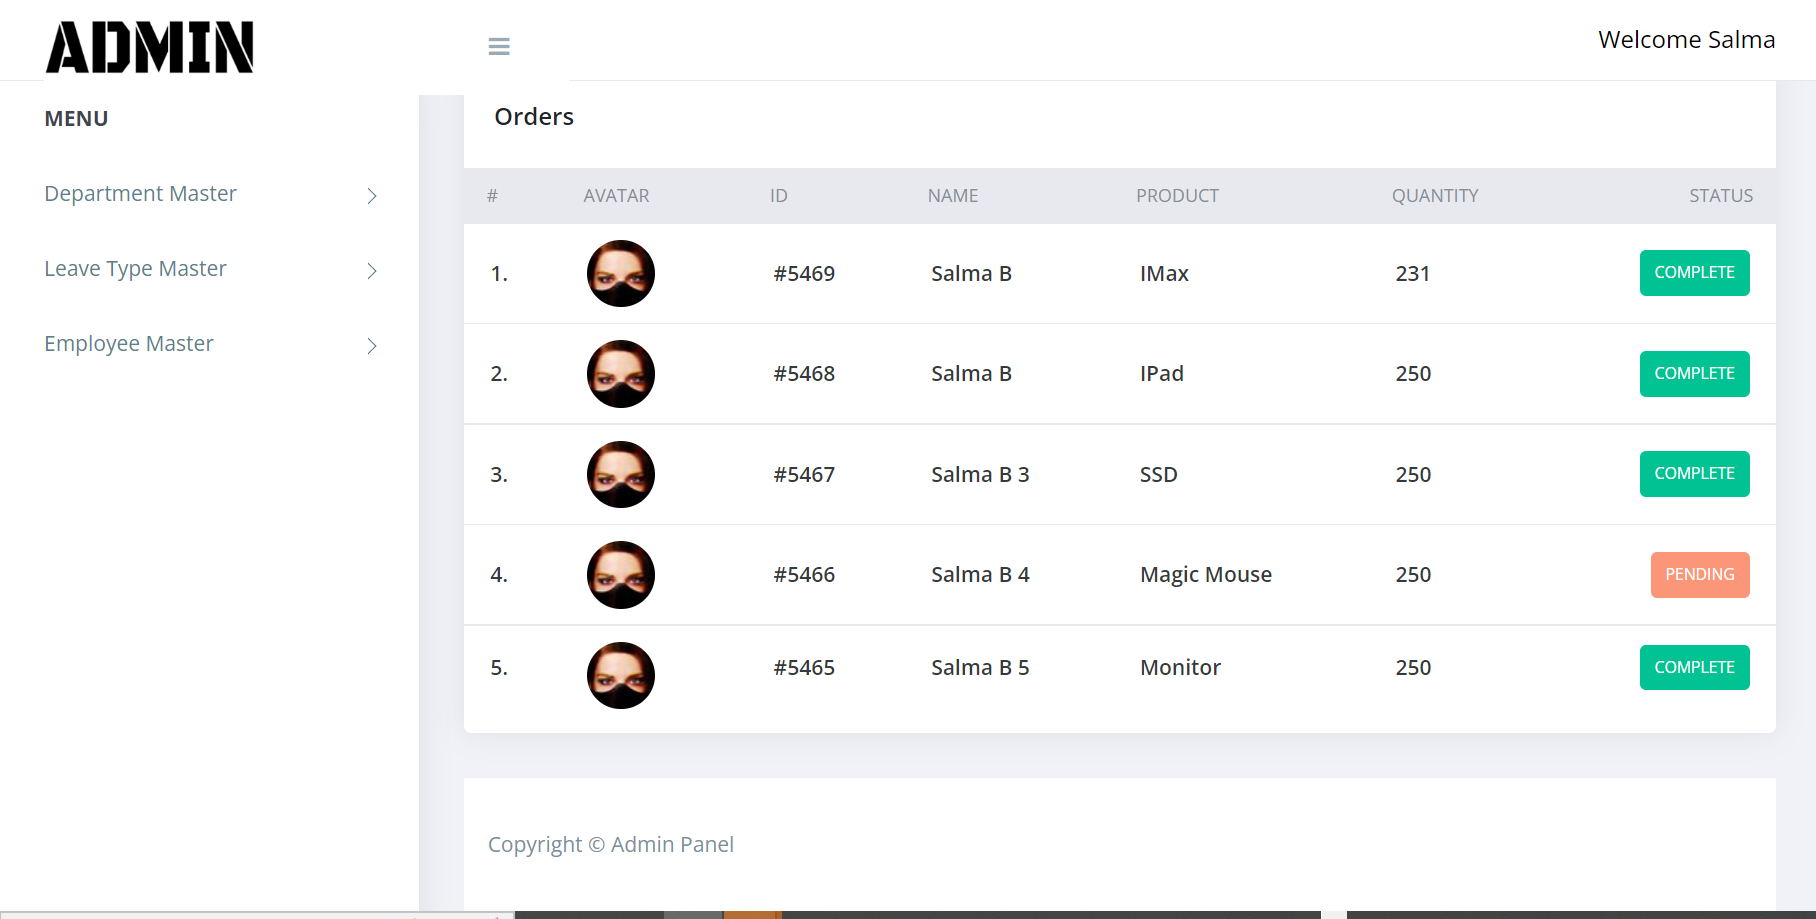 ADMIN
Welcome Salma
MENU
Department Master
Leave Type Master
Employee Master
Orders
# AVATAR ID NAME PRODUCT QUANTITY STATUS
1. #5469 Salma B IMax 231 COMPLETE
2. #5468 Salma B IPad 250 COMPLETE
3. #5467 Salma B 3 SSD 250 COMPLETE
4. #5466 Salma B 4 Magic Mouse 250 PENDING
5. #5465 Salma B 5 Monitor 250 COMPLETE
Copyright © Admin Panel